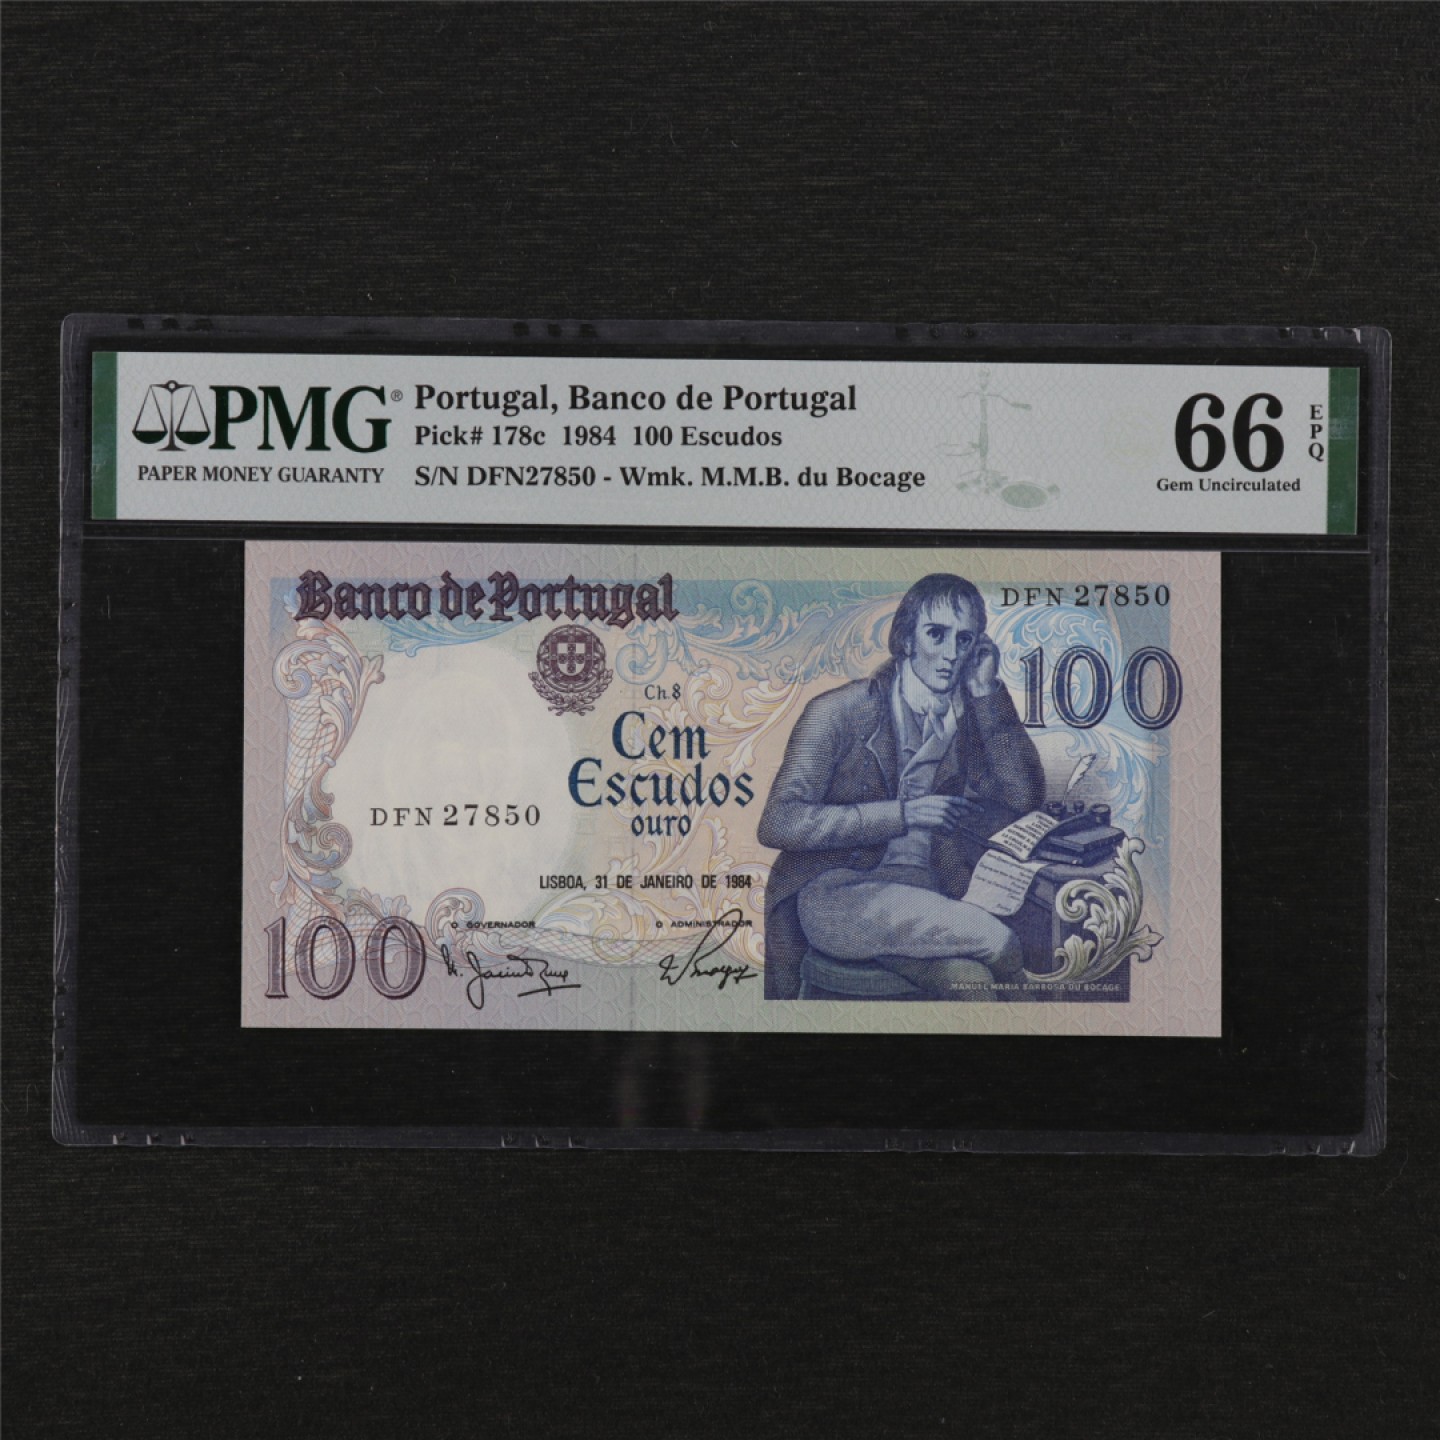 PMG®
PAPER MONEY GUARANTY
Portugal, Banco de Portugal
Pick# 178c 1984 100 Escudos
S/N DFN27850 - Wmk. M.M.B. du Bocage
66
EPQ
Gem Uncirculated
Banco de Portugal
DFN 27850
100
Ch. 8
Cem
Escudos
ouro
DFN 27850
LISBOA, 31 DE JANEIRO DE 1984
O GOVERNADOR
O ADMINISTRADOR
100
MANUEL MARIA BARBOSA DU BOCAGE